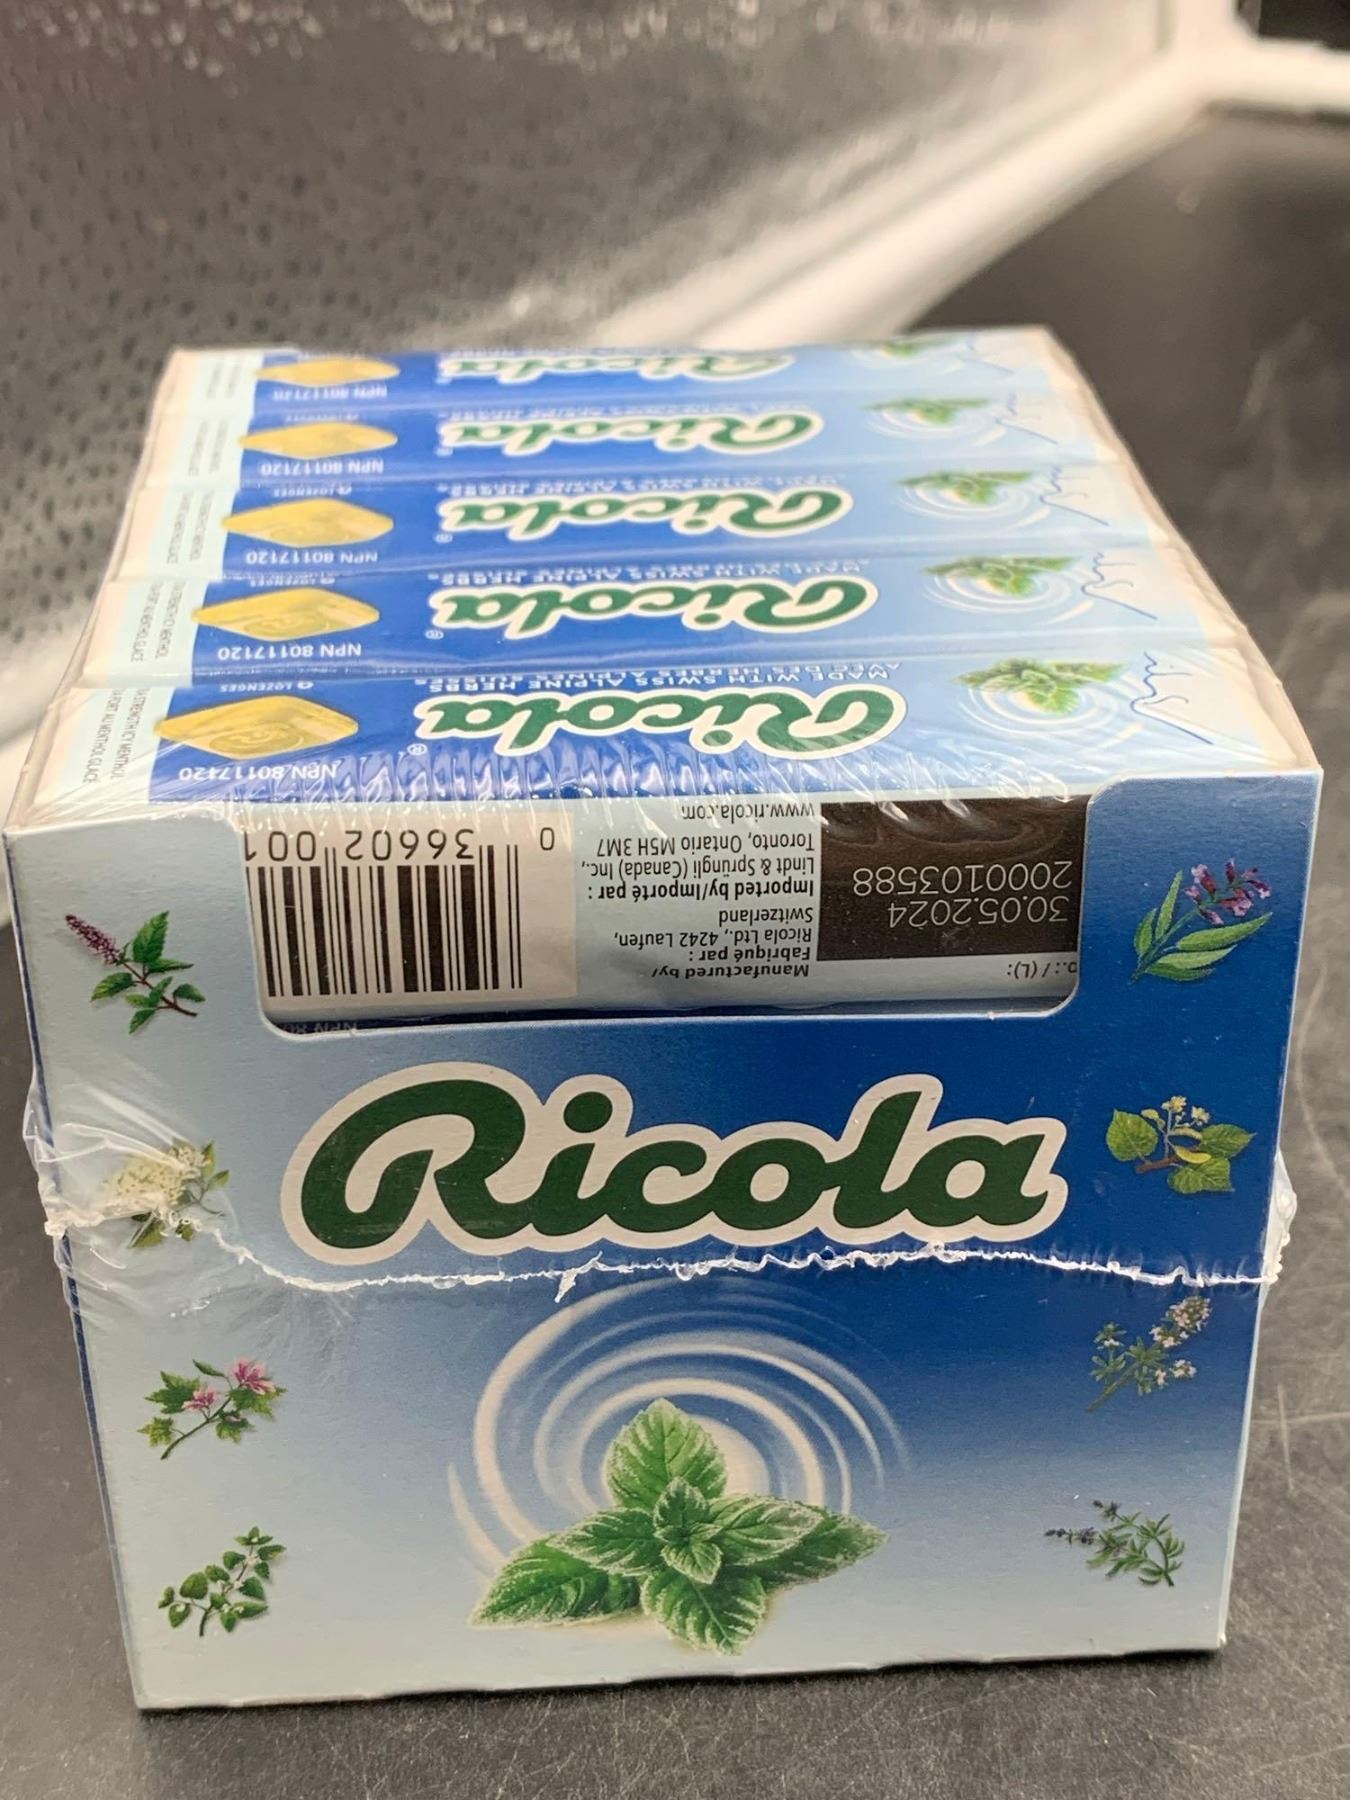 Ricola
Ricola
Ricola
Ricola
Ricola
NPN 80117120
NPN 80117120
NPN 80117120
NPN 80117120
NPN 80117120
9 LOZENGES
MADE WITH SWISS ALPINE HERBS
AVEC DES HERBES ALPINES SUISSES
Manufactured by/
Fabriqué par :
Ricola Ltd., 4242 Laufen,
Switzerland
Imported by/Importé par :
Lindt & Sprüngli (Canada) Inc.,
Toronto, Ontario M5H 3M7
www.ricola.com
(L):
30.05.2024
2000103588
0 36602 001
Ricola